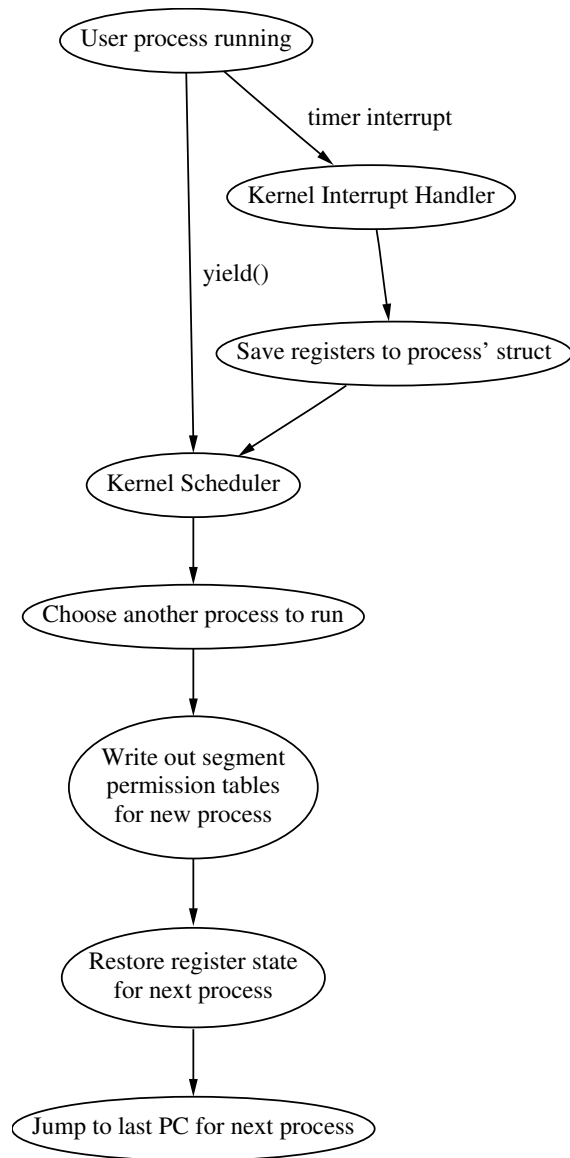 User process running
timer interrupt
Kernel Interrupt Handler
yield()
Save registers to process’ struct
Kernel Scheduler
Choose another process to run
Write out segment
permission tables
for new process
Restore register state
for next process
Jump to last PC for next process